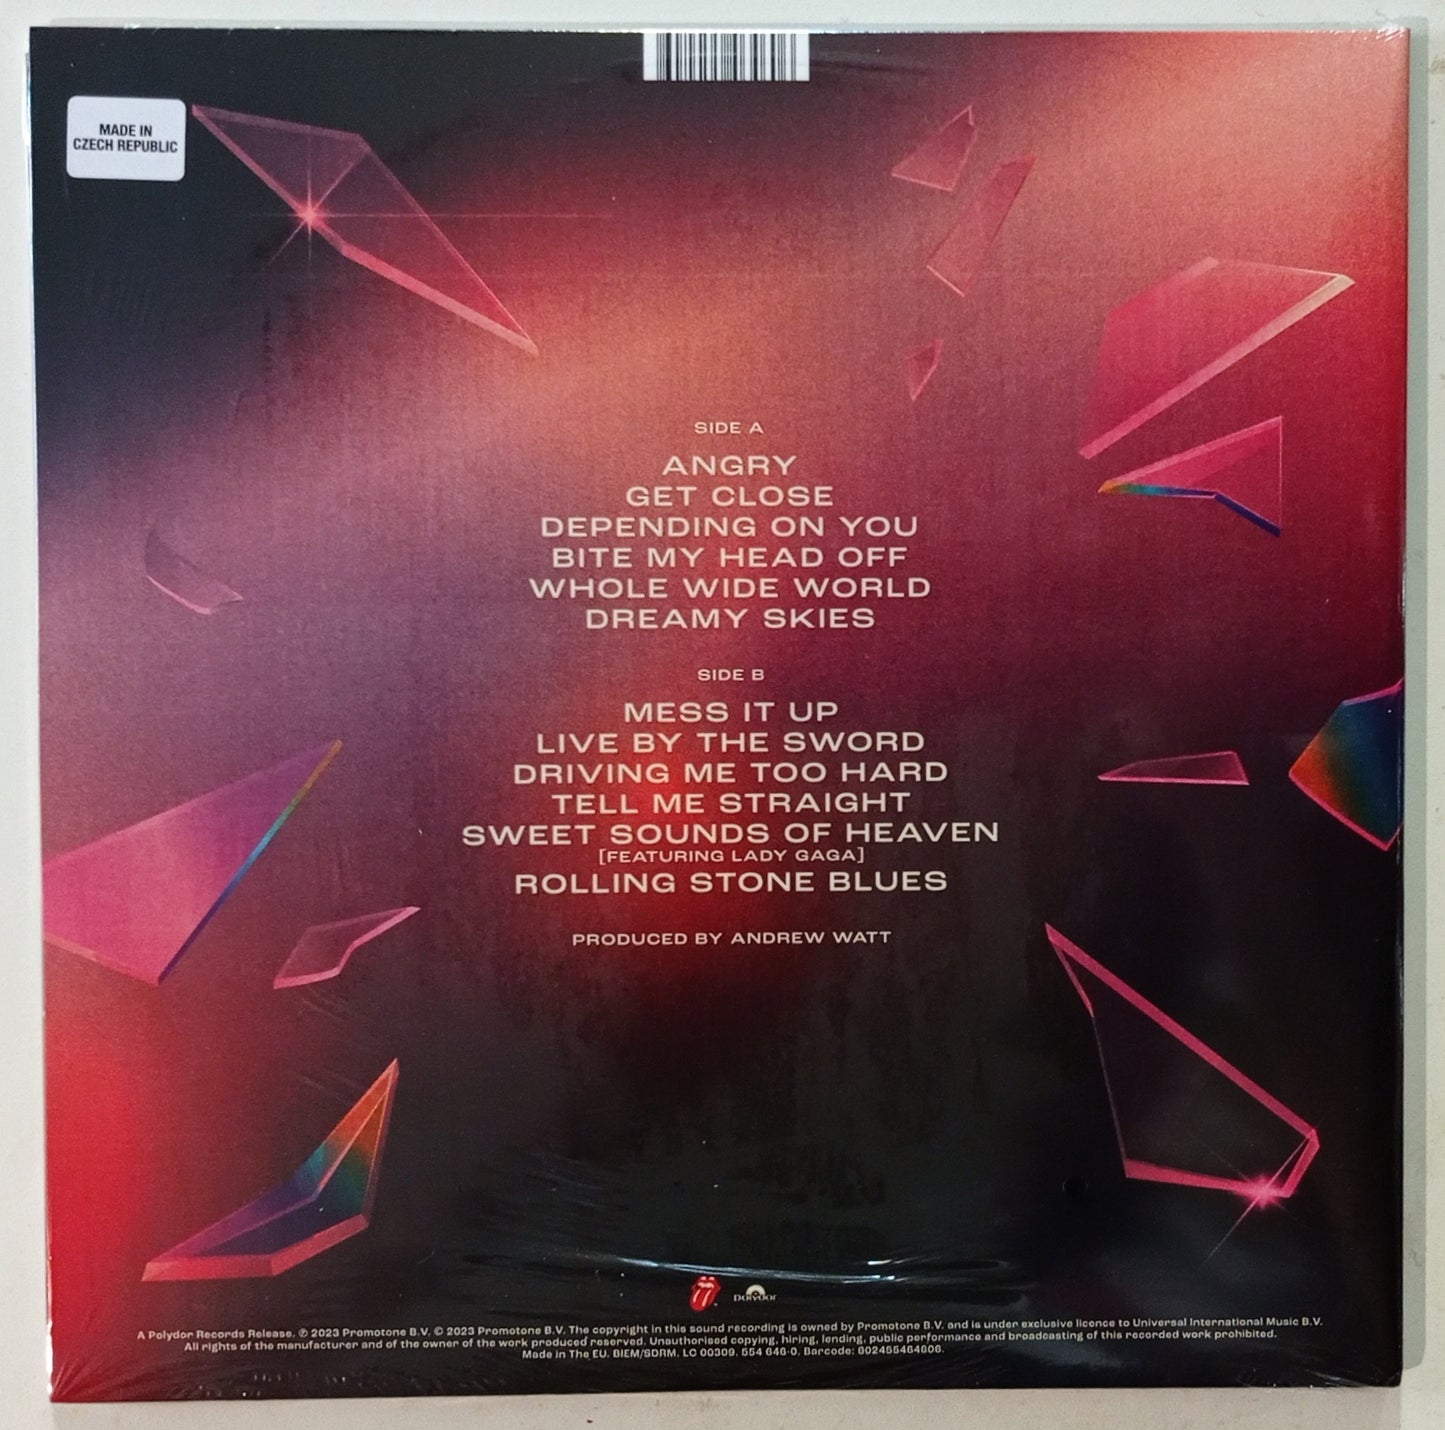 MADE IN
CZECH REPUBLIC
SIDE A
ANGRY
GET CLOSE
DEPENDING ON YOU
BITE MY HEAD OFF
WHOLE WIDE WORLD
DREAMY SKIES
SIDE B
MESS IT UP
LIVE BY THE SWORD
DRIVING ME TOO HARD
TELL ME STRAIGHT
SWEET SOUNDS OF HEAVEN
[FEATURING LADY GAGA]
ROLLING STONE BLUES
PRODUCED BY ANDREW WATT
Polydor
A Polydor Records Release. ℗ 2023 Promotone B.V. © 2023 Promotone B.V. The copyright in this sound recording is owned by Promotone B.V. and is under exclusive licence to Universal International Music B.V.
All rights of the manufacturer and of the owner of the work produced reserved. Unauthorised copying, hiring, lending, public performance and broadcasting of this recorded work prohibited.
Made in The EU. BIEM/SDRM. LC 00309. 554 646-0. Barcode: 602455464606.